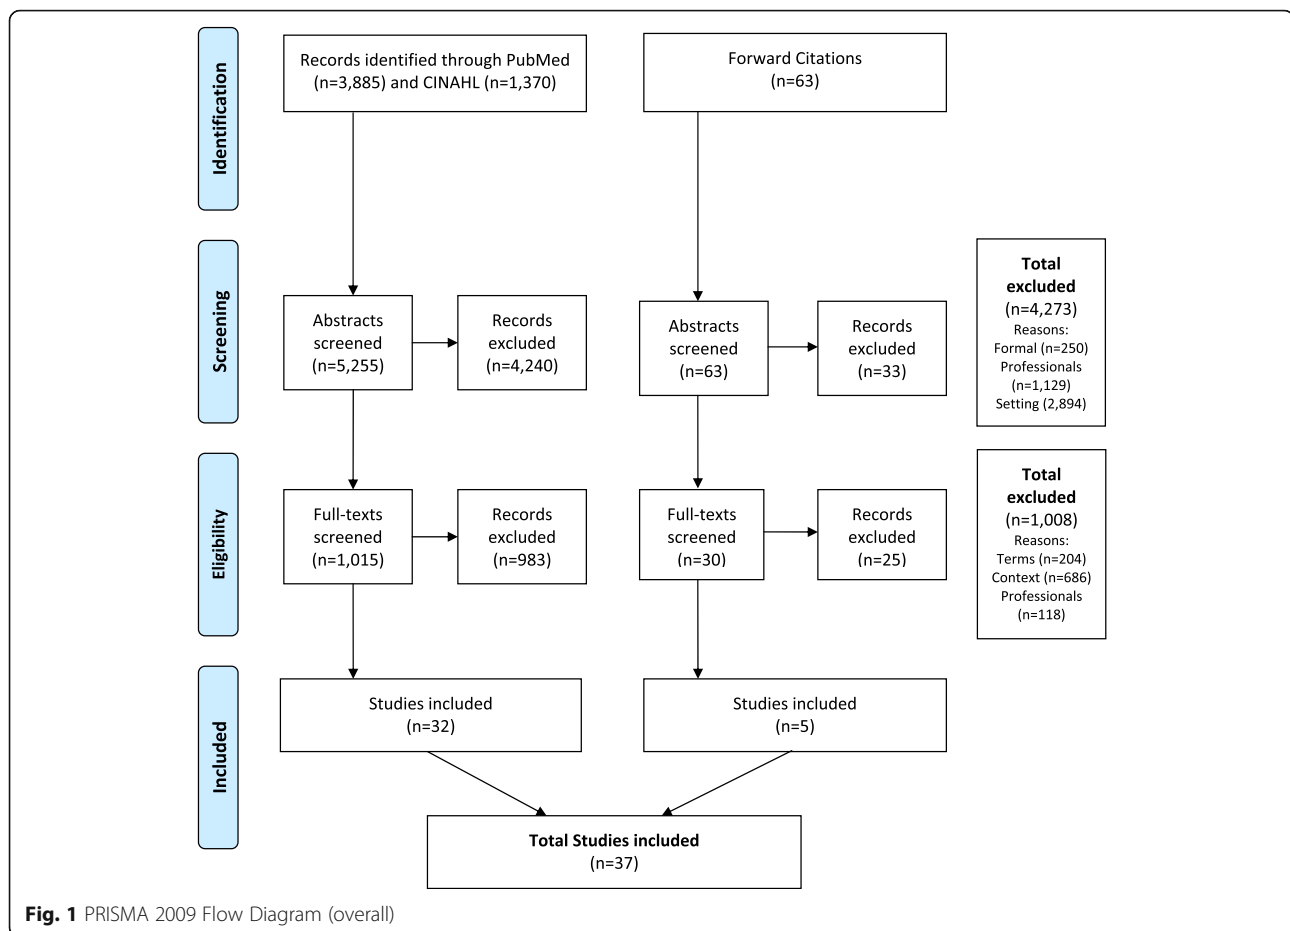 Identification
Records identified through PubMed
(n=3,885) and CINAHL (n=1,370)
Forward Citations
(n=63)
Screening
Abstracts
screened
(n=5,255)
Records
excluded
(n=4,240)
Abstracts
screened
(n=63)
Records
excluded
(n=33)
Total
excluded
(n=4,273)
Reasons:
Formal (n=250)
Professionals
(n=1,129)
Setting (2,894)
Eligibility
Full-texts
screened
(n=1,015)
Records
excluded
(n=983)
Full-texts
screened
(n=30)
Records
excluded
(n=25)
Total
excluded
(n=1,008)
Reasons:
Terms (n=204)
Context (n=686)
Professionals
(n=118)
Included
Studies included
(n=32)
Studies included
(n=5)
Total Studies included
(n=37)
Fig. 1 PRISMA 2009 Flow Diagram (overall)